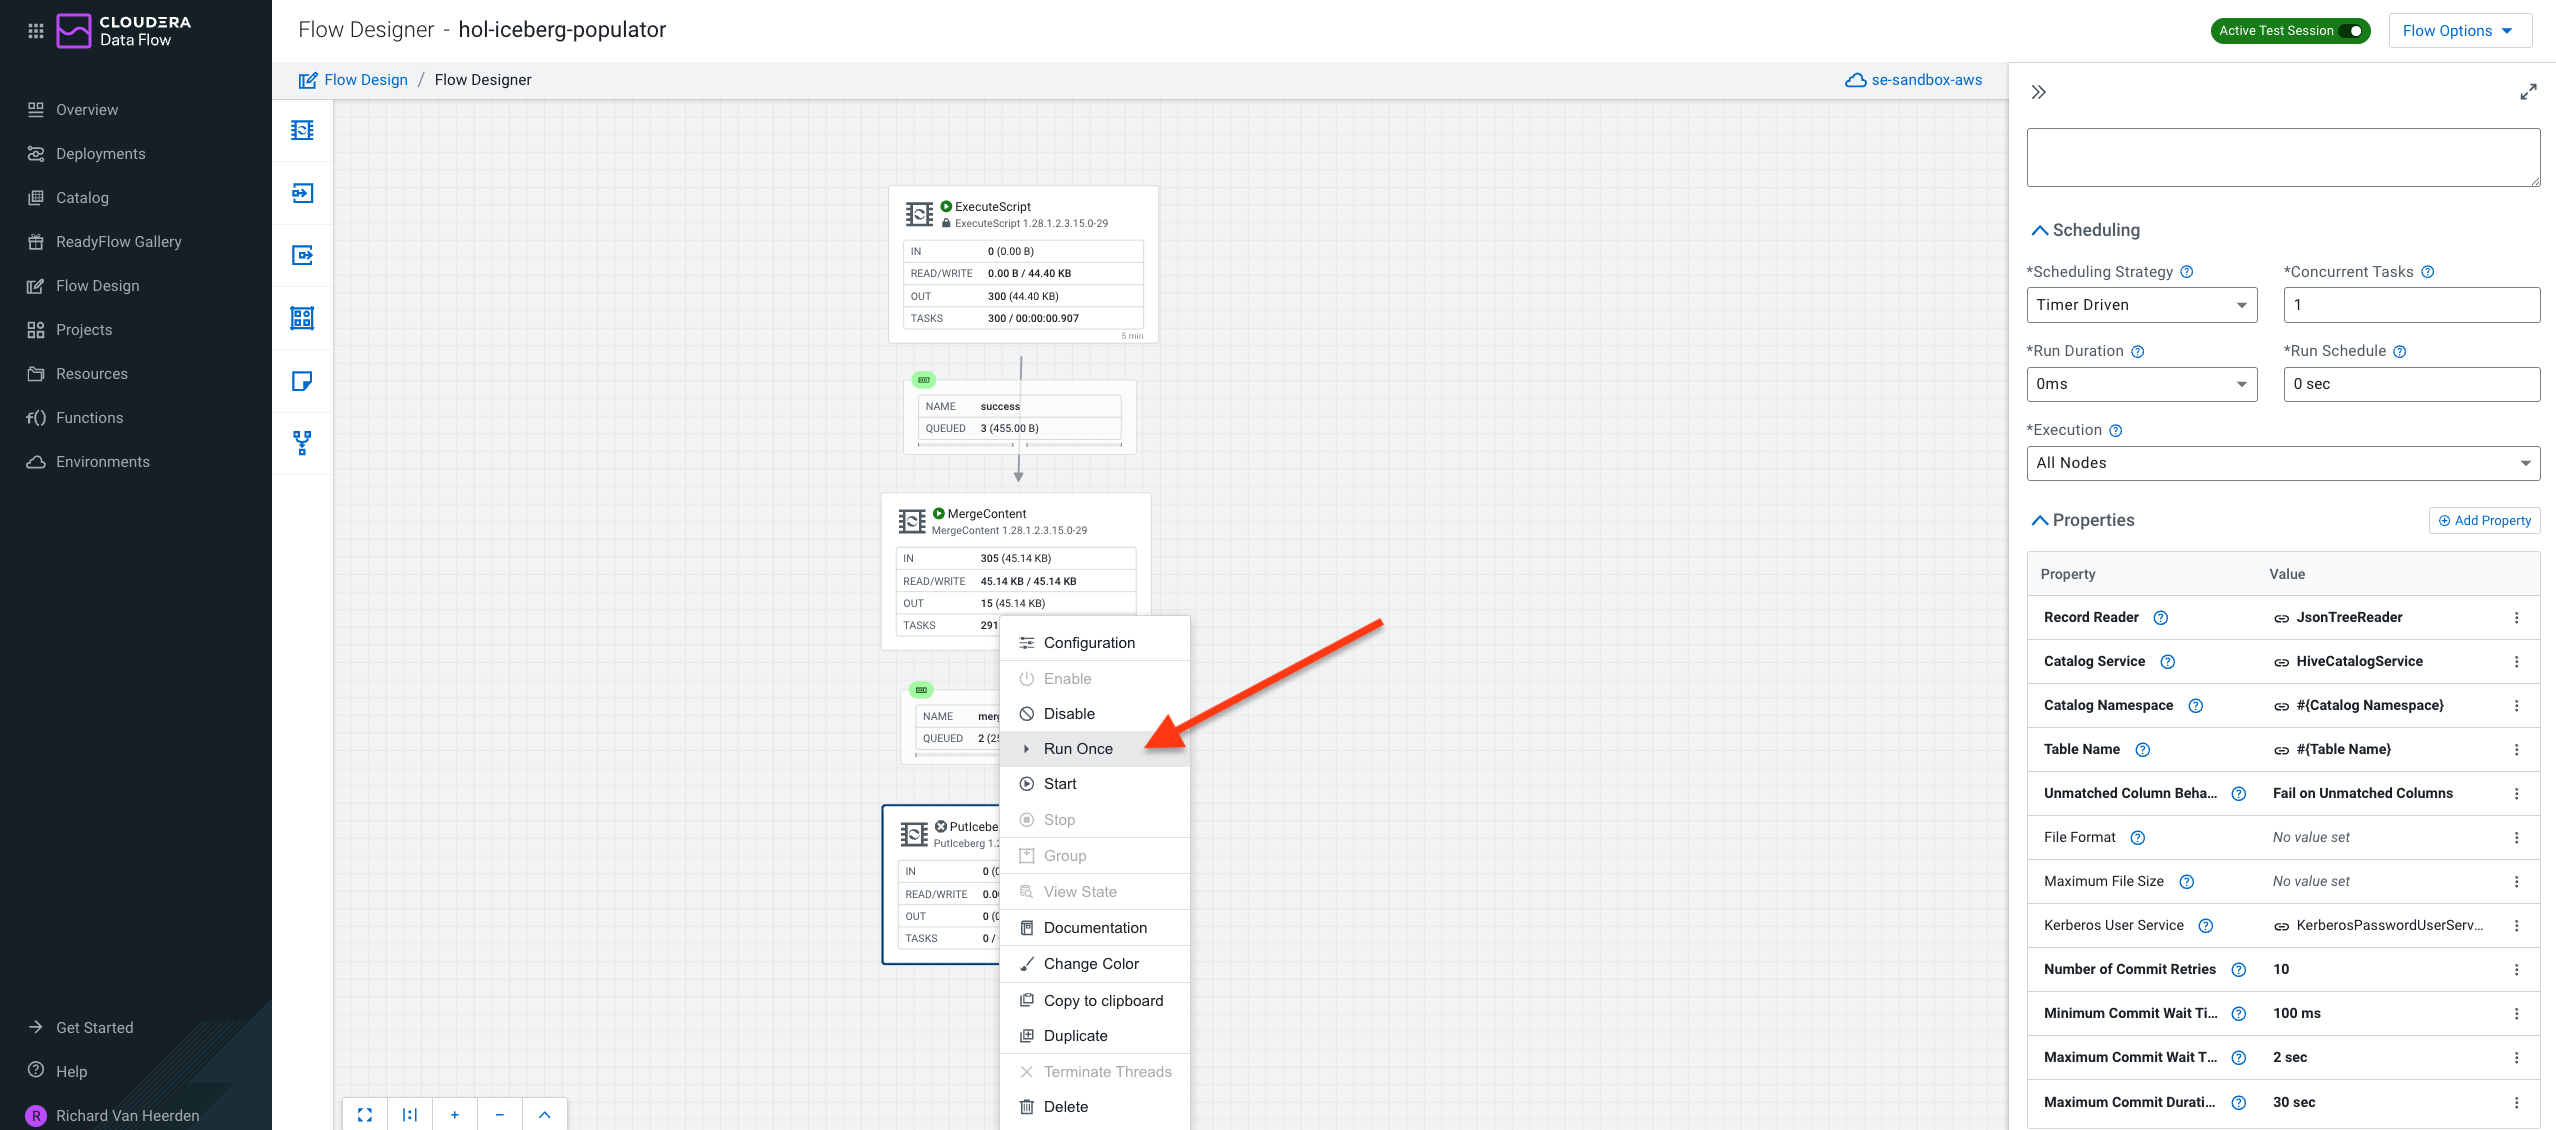 CLOUDERA
Data Flow
Overview
Deployments
Catalog
ReadyFlow Gallery
Flow Design
Projects
Resources
f() Functions
Environments
Get Started
Help
R Richard Van Heerden
Flow Designer - hol-iceberg-populator
Active Test Session
Flow Options
Flow Design / Flow Designer
se-sandbox-aws
ExecuteScript
ExecuteScript 1.28.1.2.3.15.0-29
IN 0 (0.00 B)
READ/WRITE 0.00 B / 44.40 KB
OUT 300 (44.40 KB)
TASKS 300 / 00:00:00.907
5 min
NAME success
QUEUED 3 (455.00 B)
MergeContent
MergeContent 1.28.1.2.3.15.0-29
IN 305 (45.14 KB)
READ/WRITE 45.14 KB / 45.14 KB
OUT 15 (45.14 KB)
TASKS 291
NAME merg
QUEUED 2 (25
PutIcebe
PutIceberg 1.2
IN 0 (0
READ/WRITE 0.00
OUT 0 (0
TASKS 0 /
Configuration
Enable
Disable
Run Once
Start
Stop
Group
View State
Documentation
Change Color
Copy to clipboard
Duplicate
Terminate Threads
Delete
Scheduling
*Scheduling Strategy
Timer Driven
*Concurrent Tasks
1
*Run Duration
0ms
*Run Schedule
0 sec
*Execution
All Nodes
Properties
Add Property
Property Value
Record Reader JsonTreeReader
Catalog Service HiveCatalogService
Catalog Namespace #{Catalog Namespace}
Table Name #{Table Name}
Unmatched Column Beha... Fail on Unmatched Columns
File Format No value set
Maximum File Size No value set
Kerberos User Service KerberosPasswordUserServ...
Number of Commit Retries 10
Minimum Commit Wait Ti... 100 ms
Maximum Commit Wait T... 2 sec
Maximum Commit Durati... 30 sec